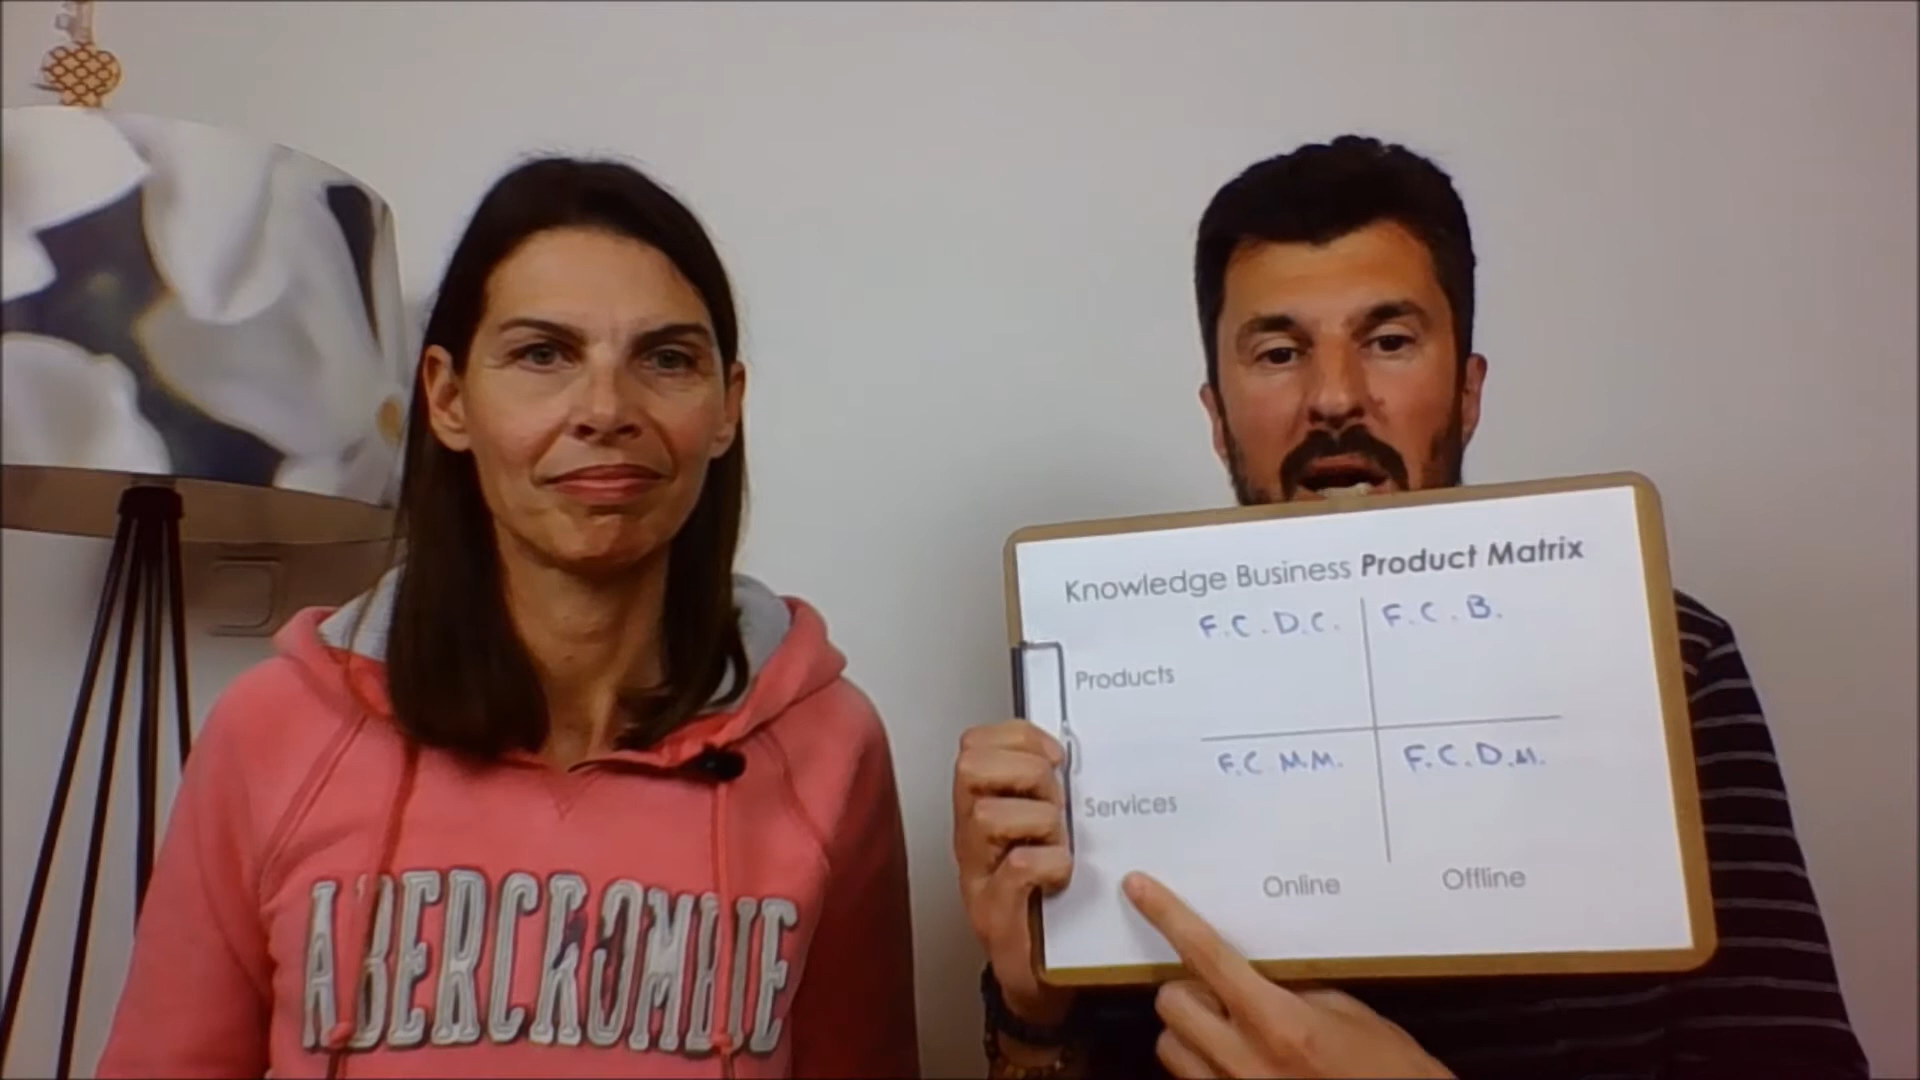 ABERCROMBIE
Knowledge Business Product Matrix
F.C.D.C. F.C.B.
Products
F.C M.M. F.C.D.M.
Services
Online Offline